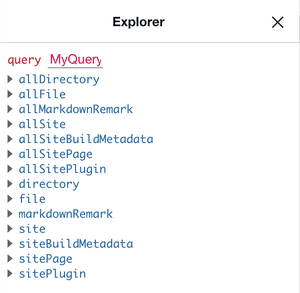 Explorer
query MyQuery
allDirectory
allFile
allMarkdownRemark
allSite
allSiteBuildMetadata
allSitePage
allSitePlugin
directory
file
markdownRemark
site
siteBuildMetadata
sitePage
sitePlugin